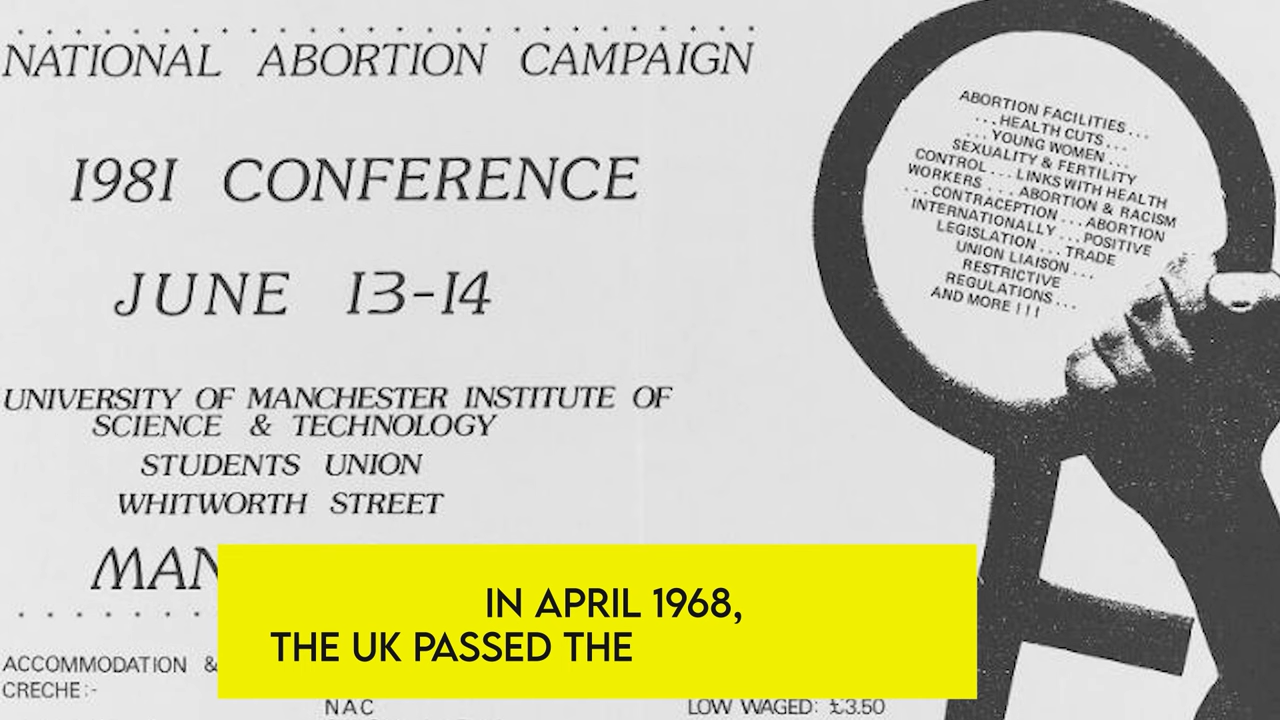 NATIONAL ABORTION CAMPAIGN
1981 CONFERENCE
JUNE 13-14
UNIVERSITY OF MANCHESTER INSTITUTE OF
SCIENCE & TECHNOLOGY
STUDENTS UNION
WHITWORTH STREET
MAN
ACCOMMODATION &
CRECHE:-
NAC
LOW WAGED: £3.50
ABORTION FACILITIES...
...HEALTH CUTS...
...YOUNG WOMEN...
SEXUALITY & FERTILITY
CONTROL... LINKS WITH HEALTH
WORKERS ....ABORTION & RACISM
...CONTRACEPTION ...ABORTION
INTERNATIONALLY ...POSITIVE
LEGISLATION ... TRADE
UNION LIAISON ...
RESTRICTIVE
REGULATIONS...
AND MORE !!!
IN APRIL 1968,
THE UK PASSED THE